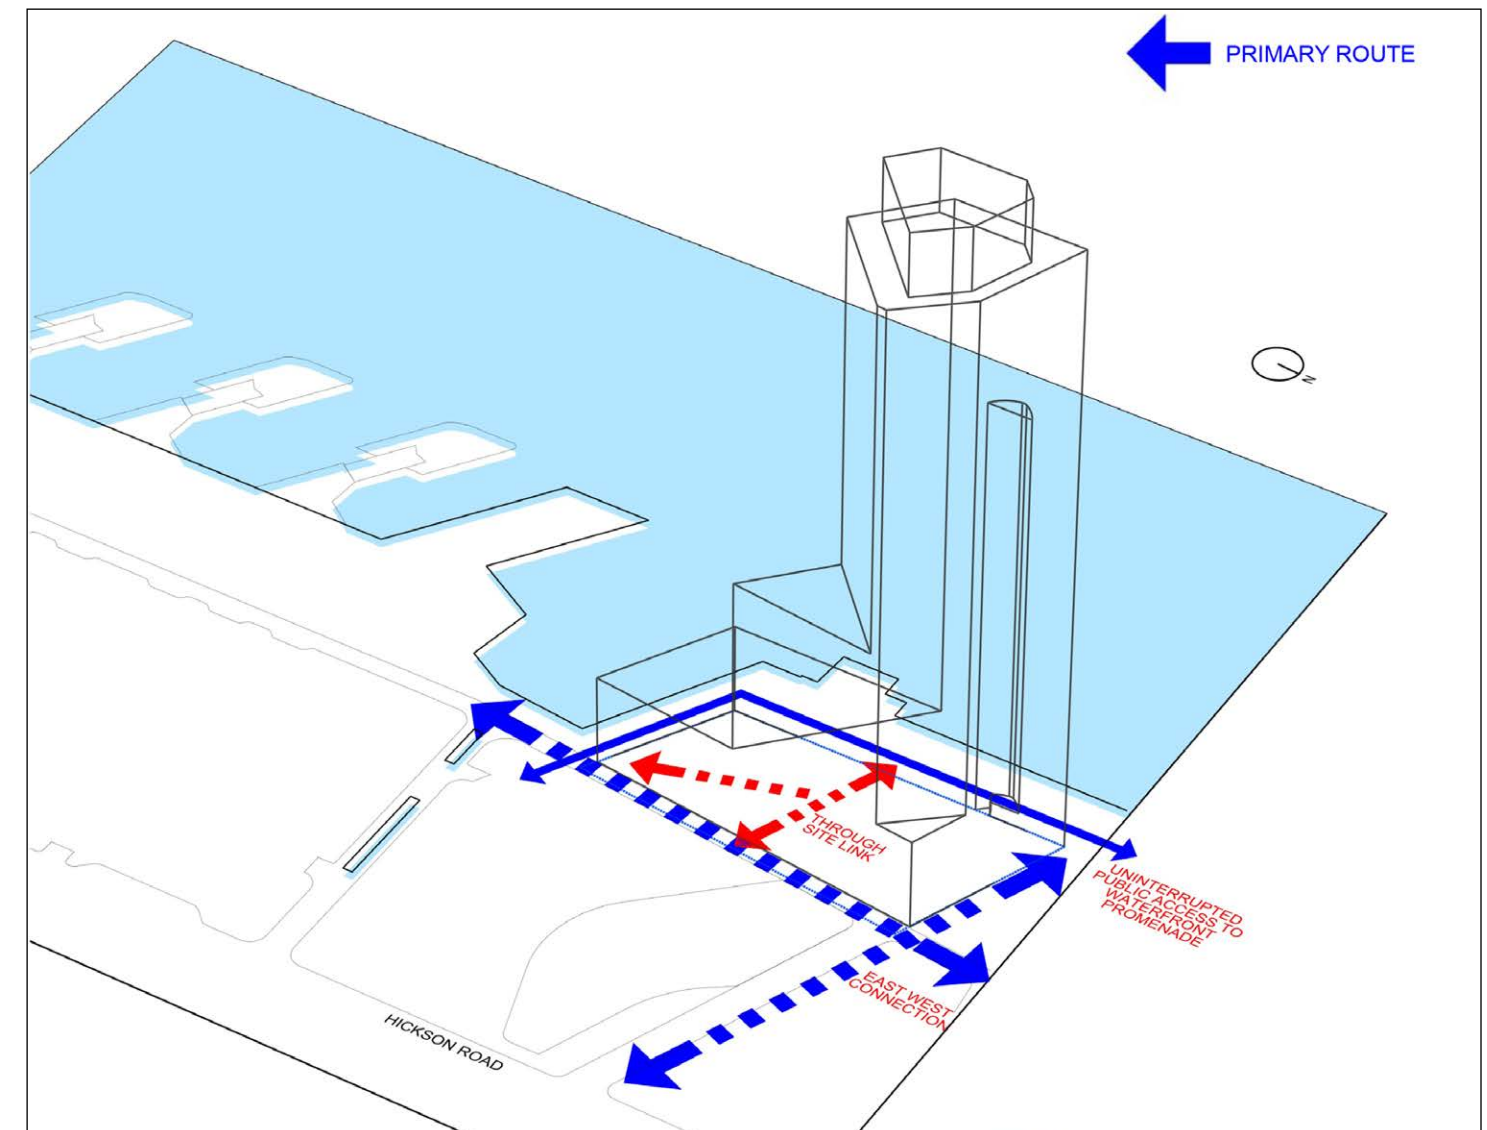 PRIMARY ROUTE
N
THROUGH
SITE LINK
UNINTERRUPTED
PUBLIC ACCESS TO
WATERFRONT
PROMENADE
EAST WEST
CONNECTION
HICKSON ROAD